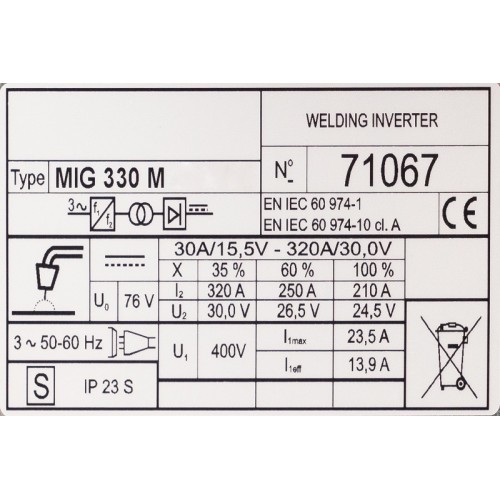 WELDING INVERTER
Type MIG 330 M
Nº 71067
3~ f₁ f₂
EN IEC 60 974-1
EN IEC 60 974-10 cl. A
CE
30A/15,5V - 320A/30,0V
X 35 % 60 % 100 %
U₀ 76 V
I₂ 320 A 250 A 210 A
U₂ 30,0 V 26,5 V 24,5 V
3 ~ 50-60 Hz
U₁ 400V
I₁max 23,5 A
I₁eff 13,9 A
S IP 23 S